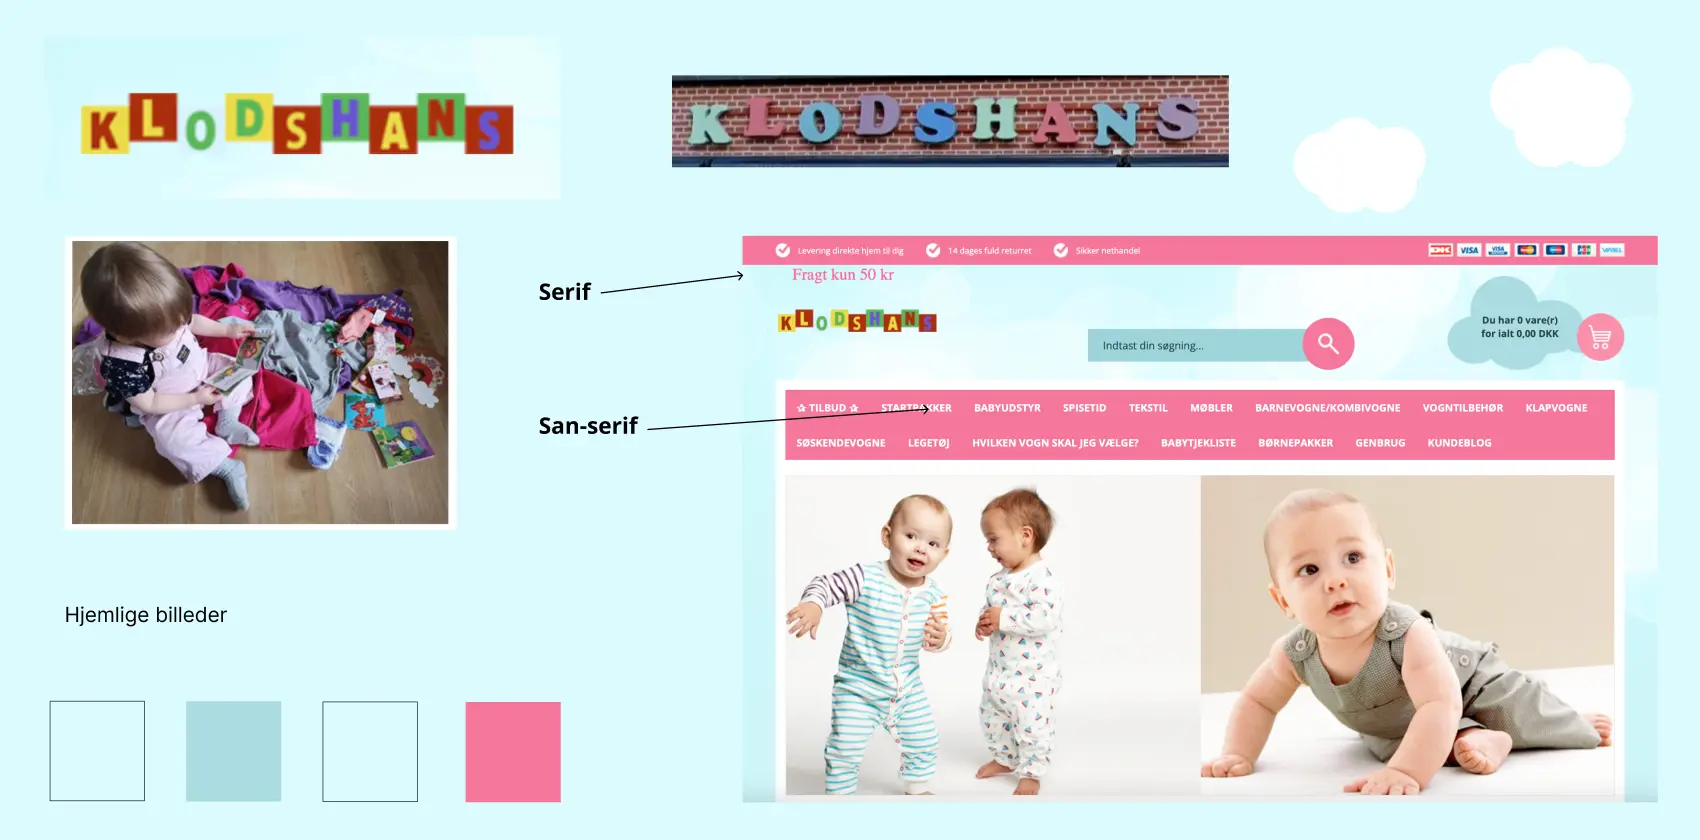 KLODSHANS
KLODSHANS
Levering direkte hjem til dig
14 dages fuld returret
Sikker nethandel
VISA
VISA
Fragt kun 50 kr
Serif
KLODSHANS
Indtast din søgning...
Du har 0 vare(r)
for ialt 0,00 DKK
☆ TILBUD ☆ STARTPAKKER BABYUDSTYR SPISETID TEKSTIL MØBLER BARNEVOGNE/KOMBIVOGNE VOGNTILBEHØR KLAPVOGNE
San-serif
SØSKENDEVOGNE LEGETØJ HVILKEN VOGN SKAL JEG VÆLGE? BABYTJEKLISTE BØRNEPAKKER GENBRUG KUNDEBLOG
Hjemlige billeder